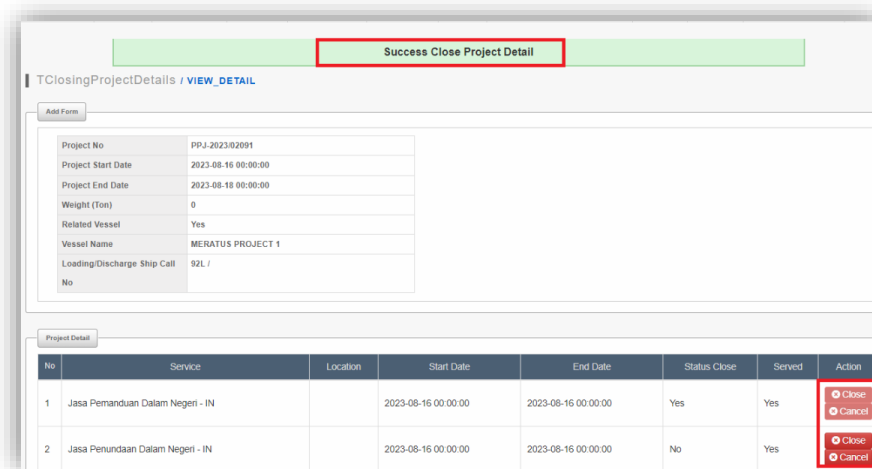 Success Close Project Detail
TClosingProjectDetails / VIEW_DETAIL
Add Form
Project No PPJ-2023/02091
Project Start Date 2023-08-16 00:00:00
Project End Date 2023-08-18 00:00:00
Weight (Ton) 0
Related Vessel Yes
Vessel Name MERATUS PROJECT 1
Loading/Discharge Ship Call 92L /
No
Project Detail
No Service Location Start Date End Date Status Close Served Action
1 Jasa Pemanduan Dalam Negeri - IN 2023-08-16 00:00:00 2023-08-16 00:00:00 Yes Yes Close
Cancel
2 Jasa Penundaan Dalam Negeri - IN 2023-08-16 00:00:00 2023-08-16 00:00:00 No Yes Close
Cancel